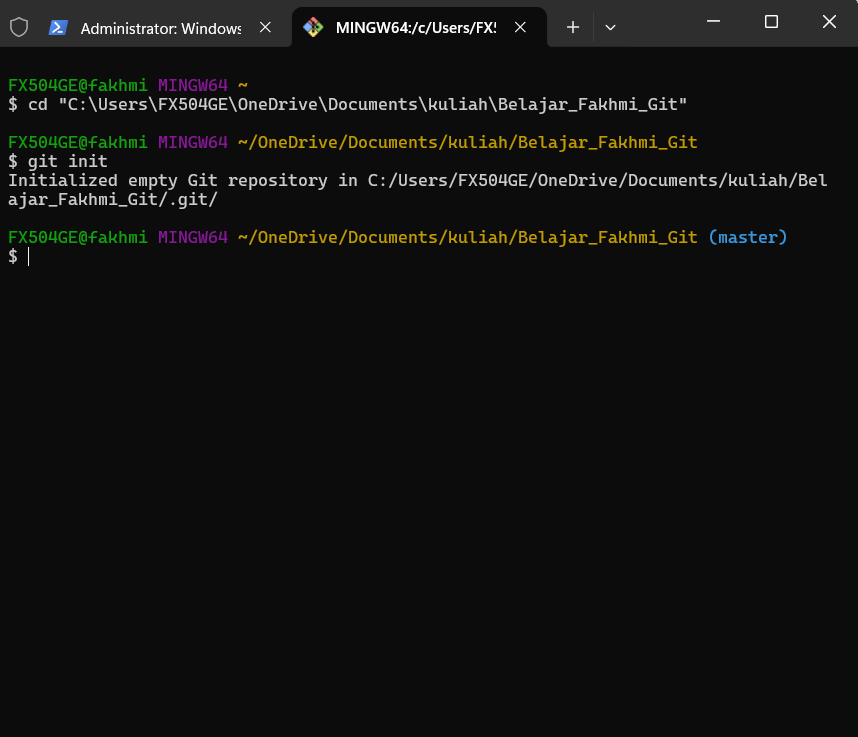 Administrator: Windows
MINGW64:/c/Users/FX5
FX504GE@fakhmi MINGW64 ~
$ cd "C:\Users\FX504GE\OneDrive\Documents\kuliah\Belajar_Fakhmi_Git"
FX504GE@fakhmi MINGW64 ~/OneDrive/Documents/kuliah/Belajar_Fakhmi_Git
$ git init
Initialized empty Git repository in C:/Users/FX504GE/OneDrive/Documents/kuliah/Bel
ajar_Fakhmi_Git/.git/
FX504GE@fakhmi MINGW64 ~/OneDrive/Documents/kuliah/Belajar_Fakhmi_Git (master)
$